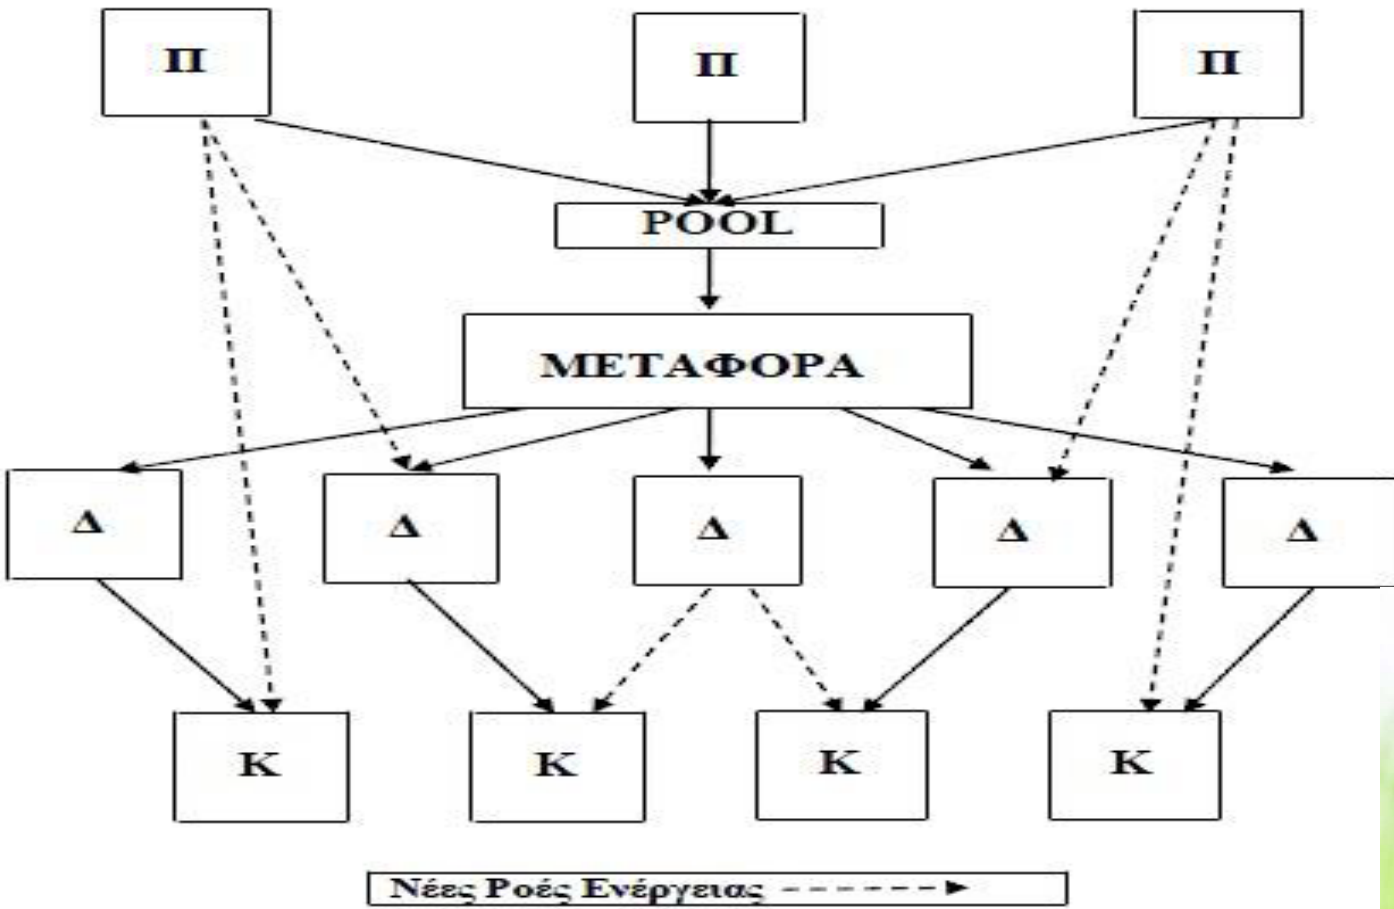 Π Π Π
POOL
ΜΕΤΑΦΟΡΑ
Δ Δ Δ Δ Δ
Κ Κ Κ Κ
Νέες Ροές Ενέργειας